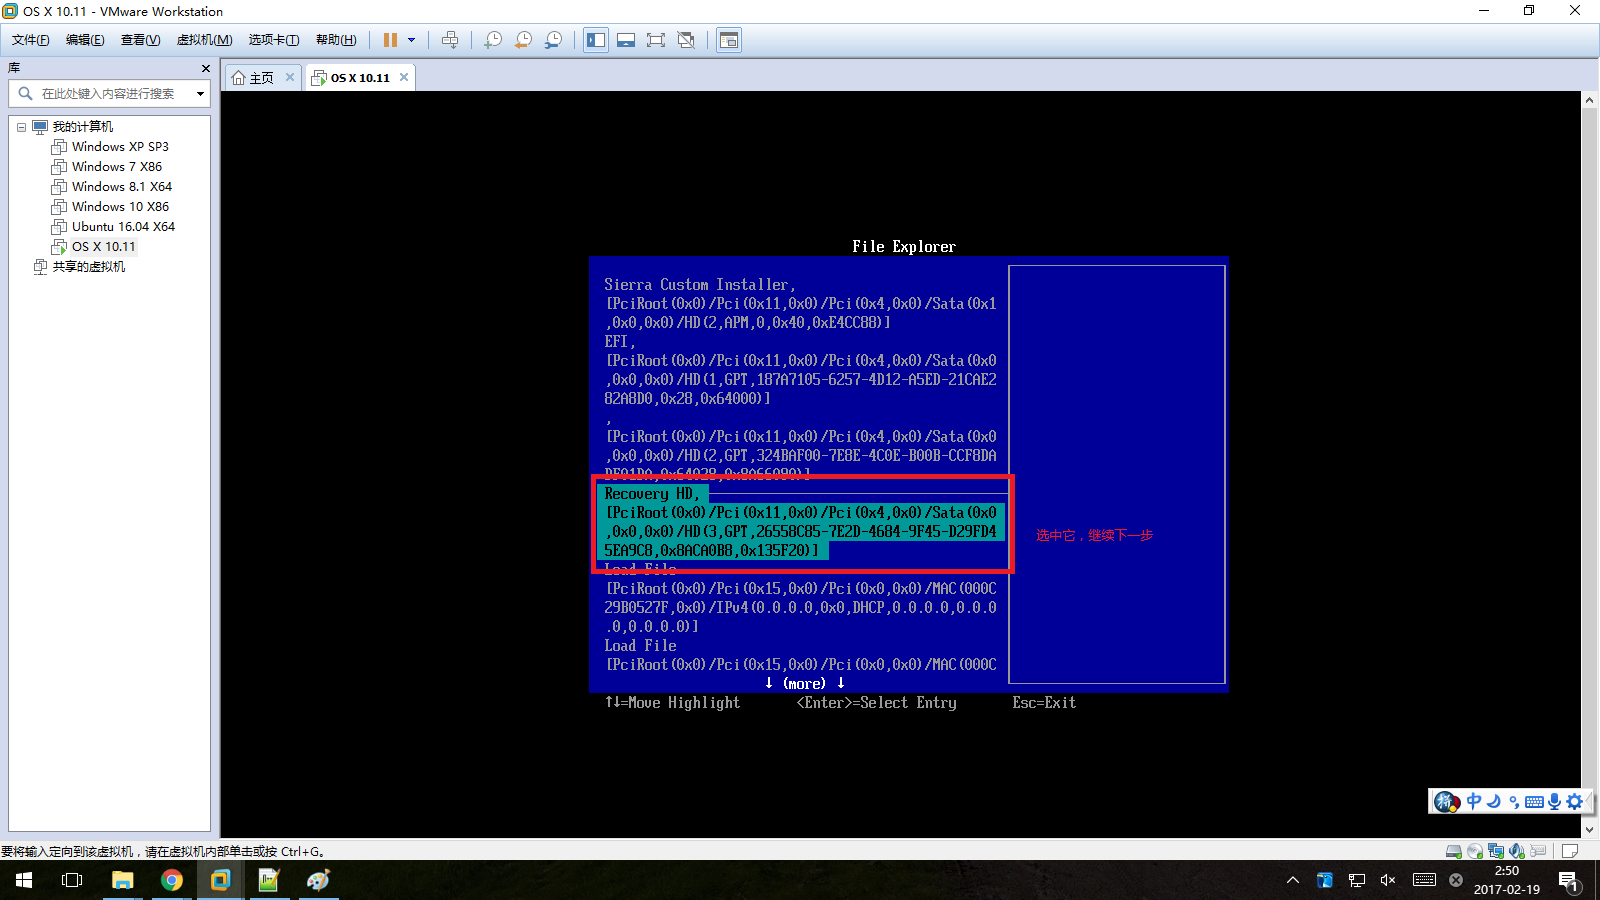 OS X 10.11 - VMware Workstation
文件(F) 编辑(E) 查看(V) 虚拟机(M) 选项卡(T) 帮助(H)
库
在此处键入内容进行搜索
我的计算机
Windows XP SP3
Windows 7 X86
Windows 8.1 X64
Windows 10 X86
Ubuntu 16.04 X64
OS X 10.11
共享的虚拟机
主页 OS X 10.11
File Explorer
Sierra Custom Installer,
[PciRoot(0x0)/Pci(0x11,0x0)/Pci(0x4,0x0)/Sata(0x1
,0x0,0x0)/HD(2,APM,0,0x40,0xE4CC88)]
EFI,
[PciRoot(0x0)/Pci(0x11,0x0)/Pci(0x4,0x0)/Sata(0x0
,0x0,0x0)/HD(1,GPT,187A7105-6257-4D12-A5ED-21CAE2
82A8D0,0x28,0x64000)]
,
[PciRoot(0x0)/Pci(0x11,0x0)/Pci(0x4,0x0)/Sata(0x0
,0x0,0x0)/HD(2,GPT,324BAF00-7E8E-4C0E-B00B-CCF8DA
DF01DA,0x64028,0x8A66090)]
Recovery HD,
[PciRoot(0x0)/Pci(0x11,0x0)/Pci(0x4,0x0)/Sata(0x0
,0x0,0x0)/HD(3,GPT,26558C85-7E2D-4684-9F45-D29FD4
5EA9C8,0x8ACA0B8,0x135F20)]
Load File
[PciRoot(0x0)/Pci(0x15,0x0)/Pci(0x0,0x0)/MAC(000C
29B0527F,0x0)/IPv4(0.0.0.0,0x0,DHCP,0.0.0.0,0.0.0
.0,0.0.0.0)]
Load File
[PciRoot(0x0)/Pci(0x15,0x0)/Pci(0x0,0x0)/MAC(000C
↓ (more) ↓
↑↓=Move Highlight <Enter>=Select Entry Esc=Exit
选中它，继续下一步
拼 中
要将输入定向到该虚拟机，请在虚拟机内部单击或按 Ctrl+G。
2:50
2017-02-19
1